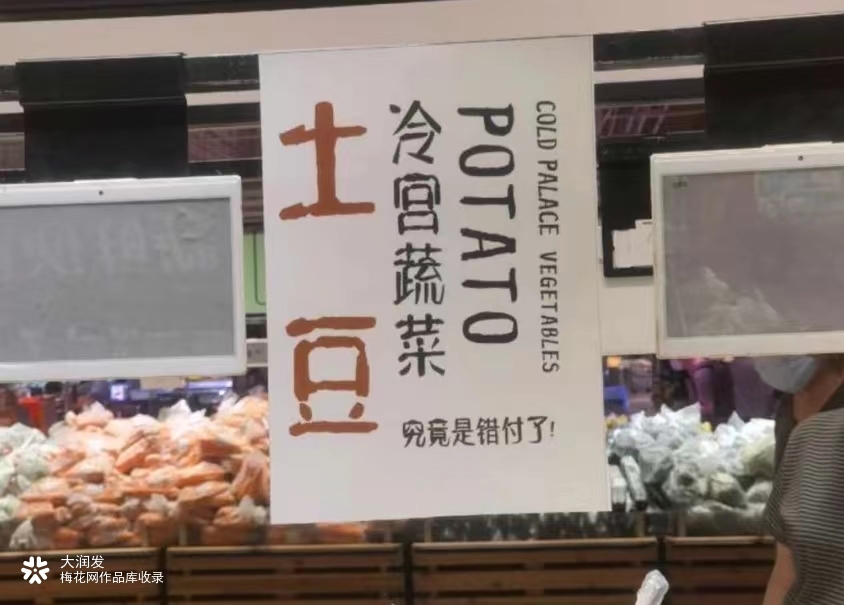 土豆
冷宫蔬菜
POTATO
COLD PALACE VEGETABLES
究竟是错付了!
大润发
梅花网作品库收录